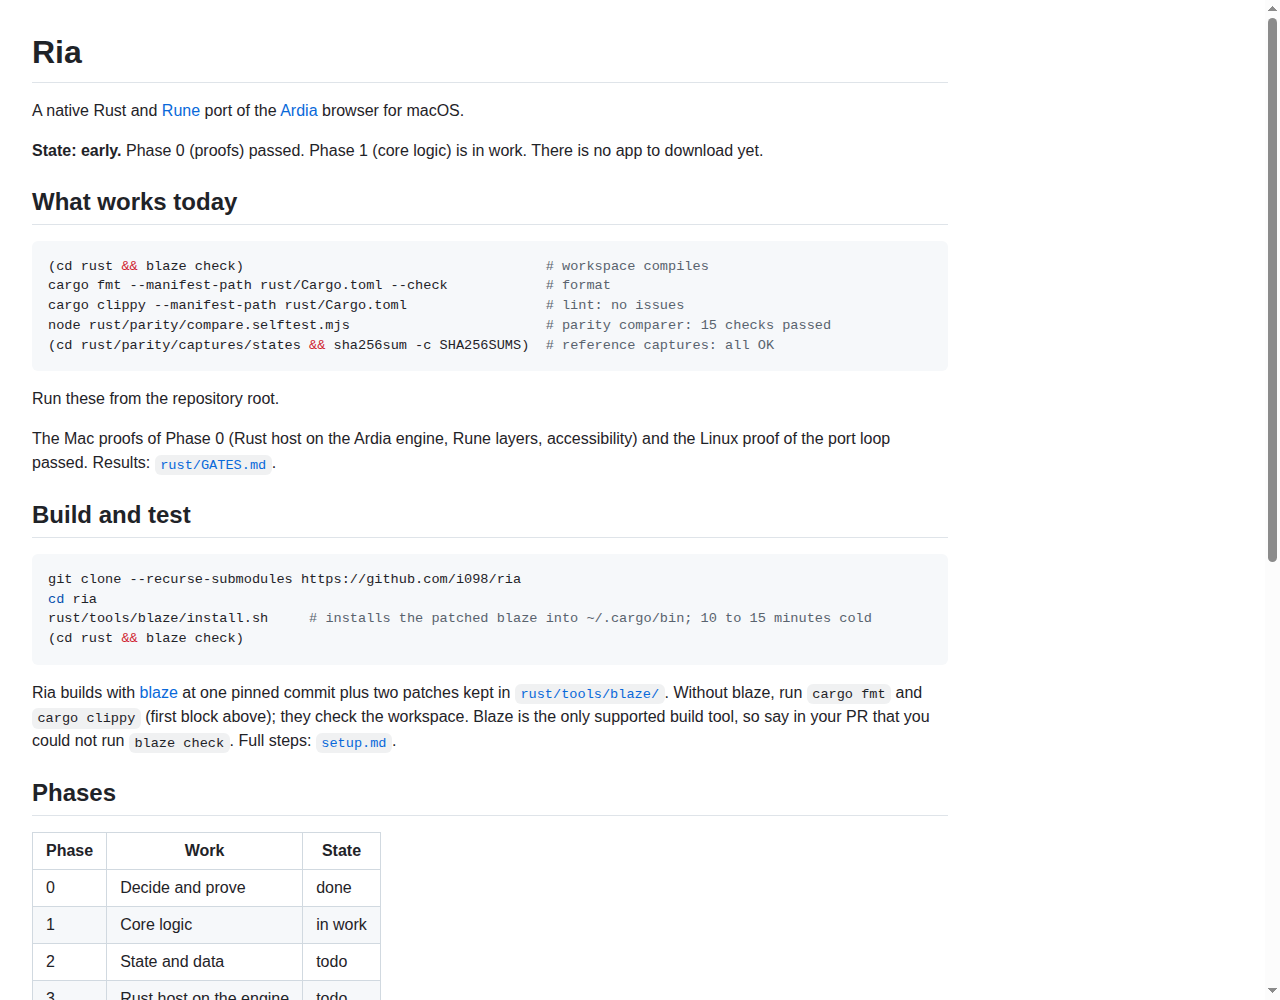 Ria
A native Rust and Rune port of the Ardia browser for macOS.
State: early. Phase 0 (proofs) passed. Phase 1 (core logic) is in work. There is no app to download yet.
What works today
(cd rust && blaze check)                                     # workspace compiles
cargo fmt --manifest-path rust/Cargo.toml --check            # format
cargo clippy --manifest-path rust/Cargo.toml                 # lint: no issues
node rust/parity/compare.selftest.mjs                        # parity comparer: 15 checks passed
(cd rust/parity/captures/states && sha256sum -c SHA256SUMS)  # reference captures: all OK
Run these from the repository root.
The Mac proofs of Phase 0 (Rust host on the Ardia engine, Rune layers, accessibility) and the Linux proof of the port loop
passed. Results: rust/GATES.md.
Build and test
git clone --recurse-submodules https://github.com/i098/ria
cd ria
rust/tools/blaze/install.sh     # installs the patched blaze into ~/.cargo/bin; 10 to 15 minutes cold
(cd rust && blaze check)
Ria builds with blaze at one pinned commit plus two patches kept in rust/tools/blaze/. Without blaze, run cargo fmt and
cargo clippy (first block above); they check the workspace. Blaze is the only supported build tool, so say in your PR that you
could not run blaze check. Full steps: setup.md.
Phases
Phase Work State
0 Decide and prove done
1 Core logic in work
2 State and data todo
3 Rust host on the engine todo